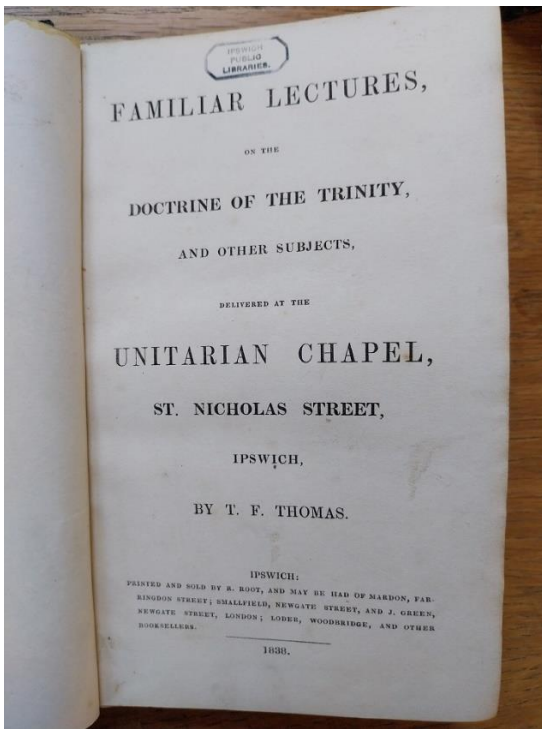 IPSWICH
PUBLIC
LIBRARIES.
FAMILIAR LECTURES,
ON THE
DOCTRINE OF THE TRINITY,
AND OTHER SUBJECTS,
DELIVERED AT THE
UNITARIAN CHAPEL,
ST. NICHOLAS STREET,
IPSWICH,
BY T. F. THOMAS.
IPSWICH:
PRINTED AND SOLD BY R. ROOT, AND MAY BE HAD OF MARDON, FAR-
RINGDON STREET; SMALLFIELD, NEWGATE STREET, AND J. GREEN,
NEWGATE STREET, LONDON; LODER, WOODBRIDGE, AND OTHER
BOOKSELLERS.
1838.